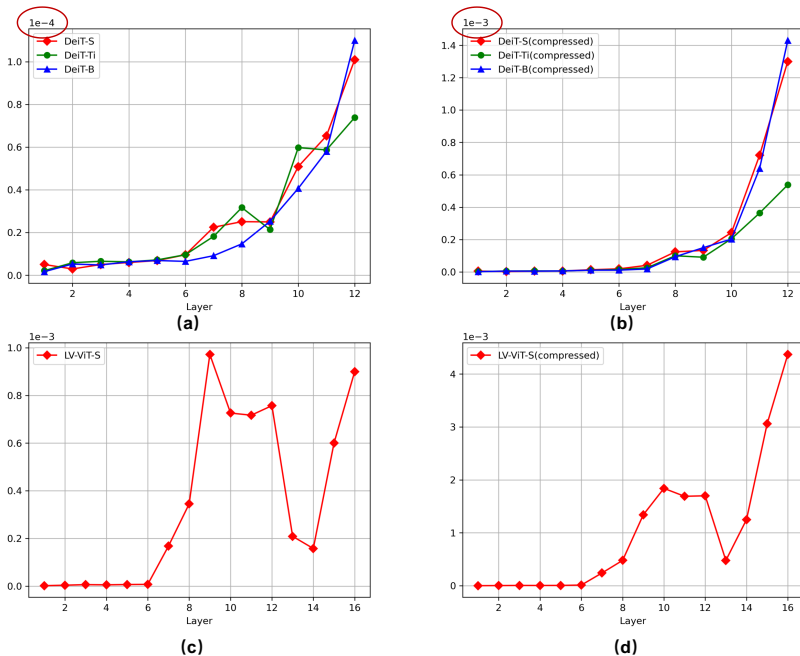 1e−4
DeiT-S
DeiT-Ti
DeiT-B
1.0
0.8
0.6
0.4
0.2
0.0
2 4 6 8 10 12
Layer
(a)
1e−3
DeiT-S(compressed)
DeiT-Ti(compressed)
DeiT-B(compressed)
1.4
1.2
1.0
0.8
0.6
0.4
0.2
0.0
2 4 6 8 10 12
Layer
(b)
1e−3
LV-ViT-S
1.0
0.8
0.6
0.4
0.2
0.0
2 4 6 8 10 12 14 16
Layer
(c)
1e−3
LV-ViT-S(compressed)
4
3
2
1
0
2 4 6 8 10 12 14 16
Layer
(d)